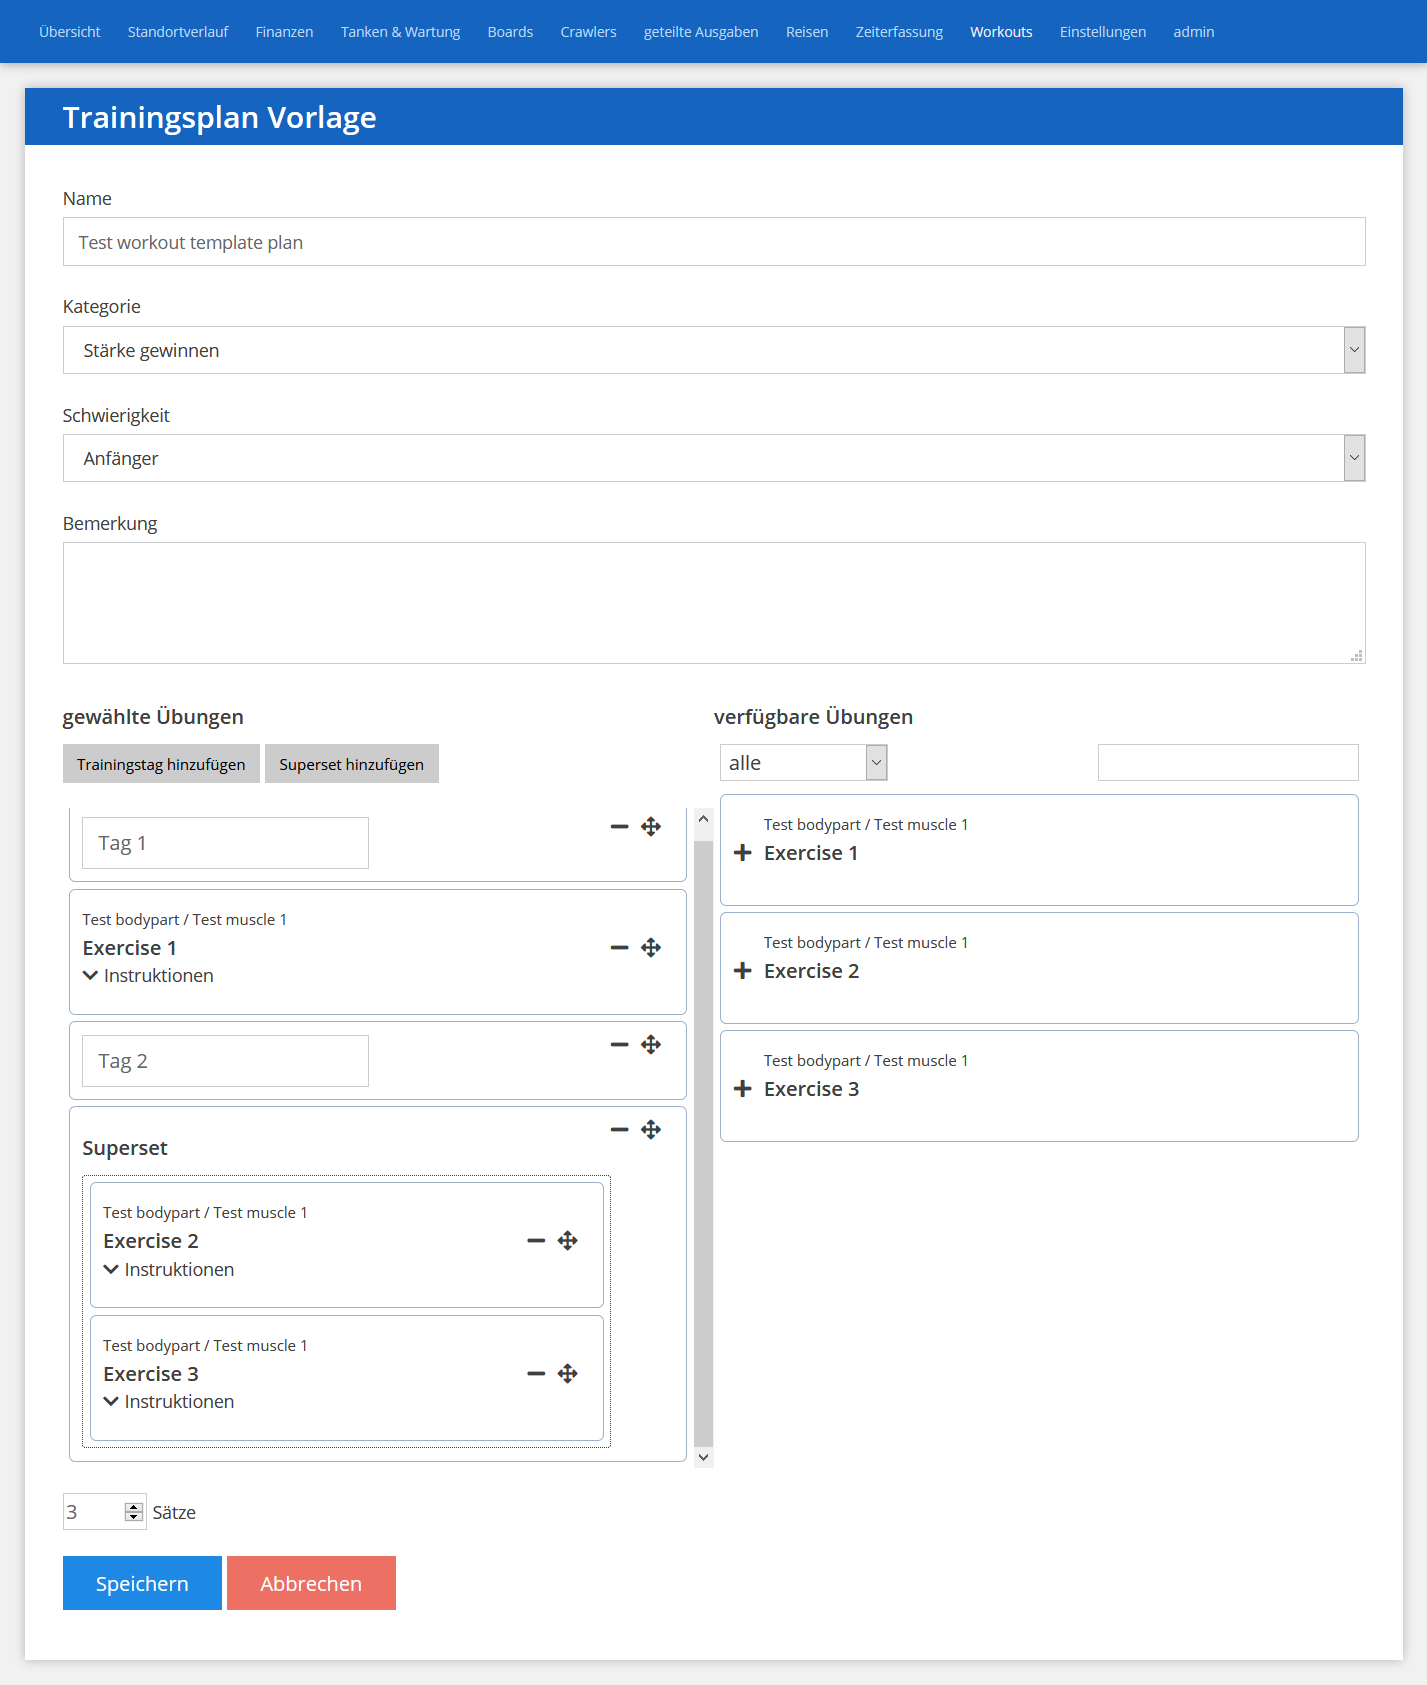 Übersicht Standortverlauf Finanzen Tanken & Wartung Boards Crawlers geteilte Ausgaben Reisen Zeiterfassung Workouts Einstellungen admin
Trainingsplan Vorlage
Name
Test workout template plan
Kategorie
Stärke gewinnen
Schwierigkeit
Anfänger
Bemerkung
gewählte Übungen
Trainingstag hinzufügen Superset hinzufügen
Tag 1
Test bodypart / Test muscle 1
Exercise 1
Instruktionen
Tag 2
Superset
Test bodypart / Test muscle 1
Exercise 2
Instruktionen
Test bodypart / Test muscle 1
Exercise 3
Instruktionen
verfügbare Übungen
alle
Test bodypart / Test muscle 1
Exercise 1
Test bodypart / Test muscle 1
Exercise 2
Test bodypart / Test muscle 1
Exercise 3
3 Sätze
Speichern Abbrechen